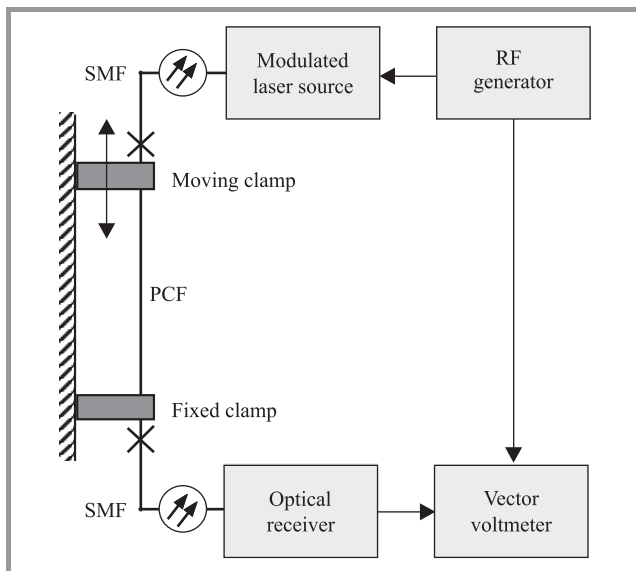 SMF
Modulated
laser source
RF
generator
Moving clamp
PCF
Fixed clamp
SMF
Optical
receiver
Vector
voltmeter